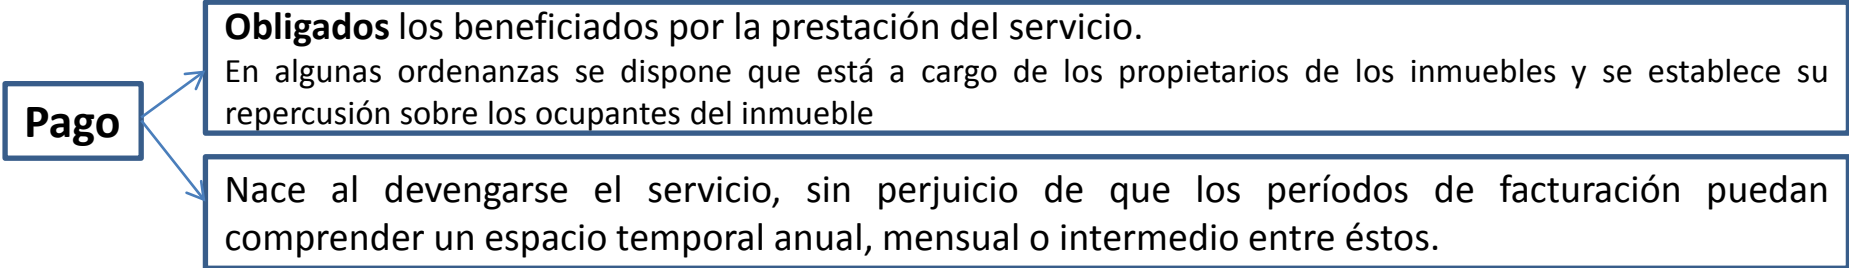 Pago
Obligados los beneficiados por la prestación del servicio.
En algunas ordenanzas se dispone que está a cargo de los propietarios de los inmuebles y se establece su
repercusión sobre los ocupantes del inmueble
Nace al devengarse el servicio, sin perjuicio de que los períodos de facturación puedan
comprender un espacio temporal anual, mensual o intermedio entre éstos.